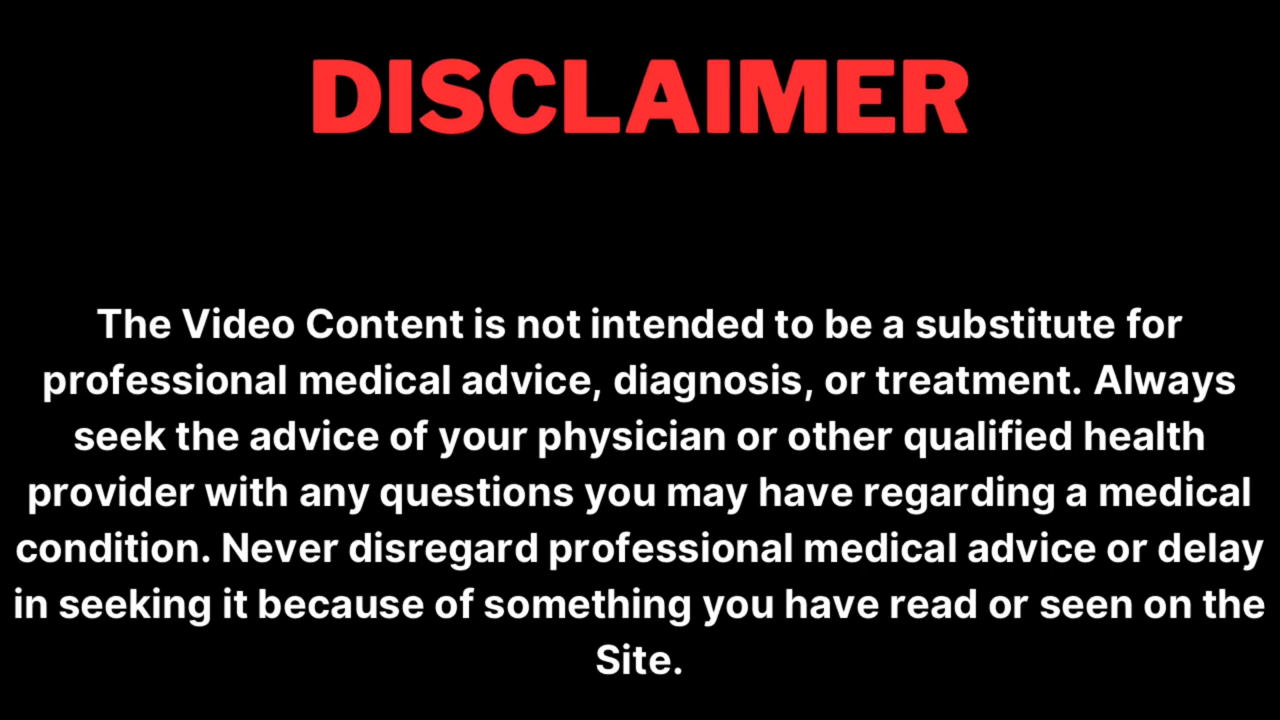 DISCLAIMER
The Video Content is not intended to be a substitute for
professional medical advice, diagnosis, or treatment. Always
seek the advice of your physician or other qualified health
provider with any questions you may have regarding a medical
condition. Never disregard professional medical advice or delay
in seeking it because of something you have read or seen on the
Site.